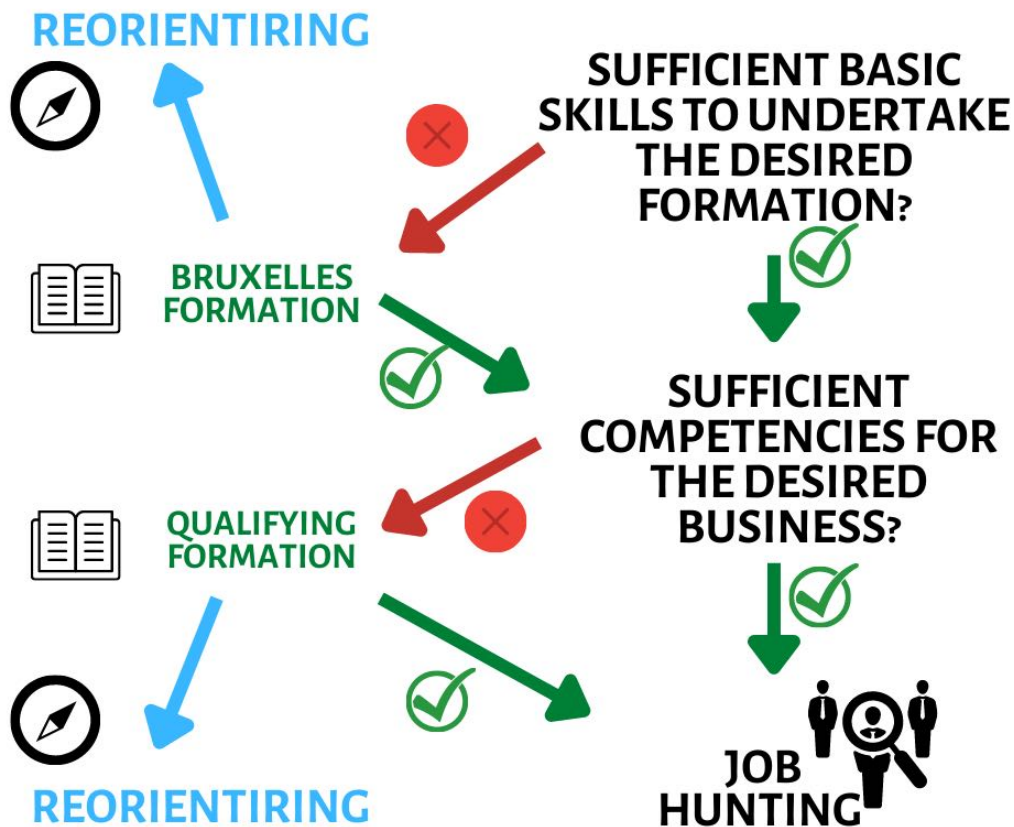 REORIENTIRING
SUFFICIENT BASIC
SKILLS TO UNDERTAKE
THE DESIRED
FORMATION?
BRUXELLES
FORMATION
SUFFICIENT
COMPETENCIES FOR
THE DESIRED
BUSINESS?
QUALIFYING
FORMATION
REORIENTIRING
JOB
HUNTING